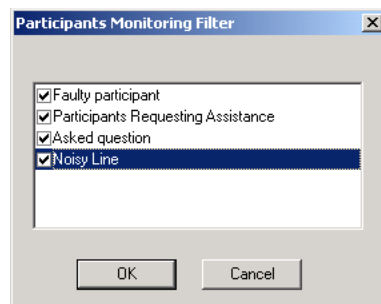 Participants Monitoring Filter
Faulty participant
Participants Requesting Assistance
Asked question
Noisy Line
OK
Cancel